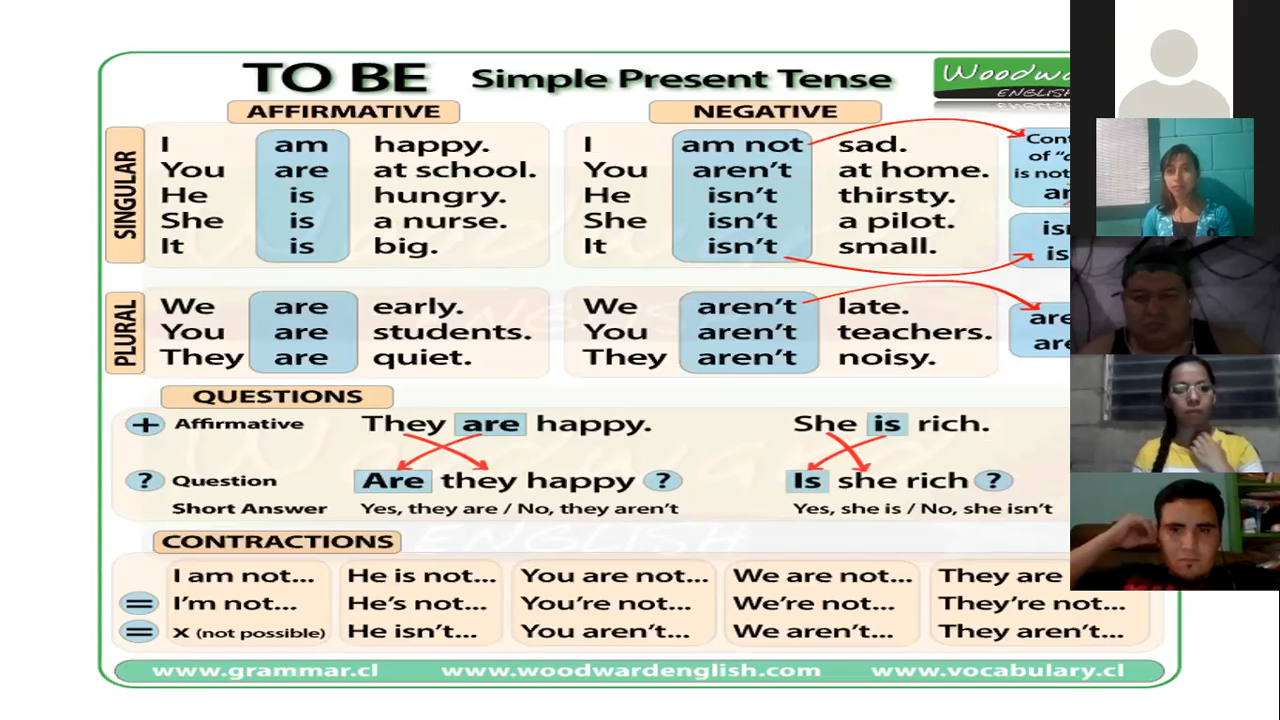 TO BE Simple Present Tense
ENGLISH
AFFIRMATIVE
NEGATIVE
SINGULAR
I am happy.
You are at school.
He is hungry.
She is a nurse.
It is big.
I am not sad.
You aren't at home.
He isn't thirsty.
She isn't a pilot.
It isn't small.
of
is not
PLURAL
We are early.
You are students.
They are quiet.
We aren't late.
You aren't teachers.
They aren't noisy.
QUESTIONS
+ Affirmative They are happy. She is rich.
? Question Are they happy ? Is she rich ?
Short Answer Yes, they are / No, they aren't Yes, she is / No, she isn't
CONTRACTIONS
I am not... He is not... You are not... We are not... They are
= I'm not... He's not... You're not... We're not... They're not...
= x (not possible) He isn't... You aren't... We aren't... They aren't...
www.grammar.cl www.woodwardenglish.com www.vocabulary.cl